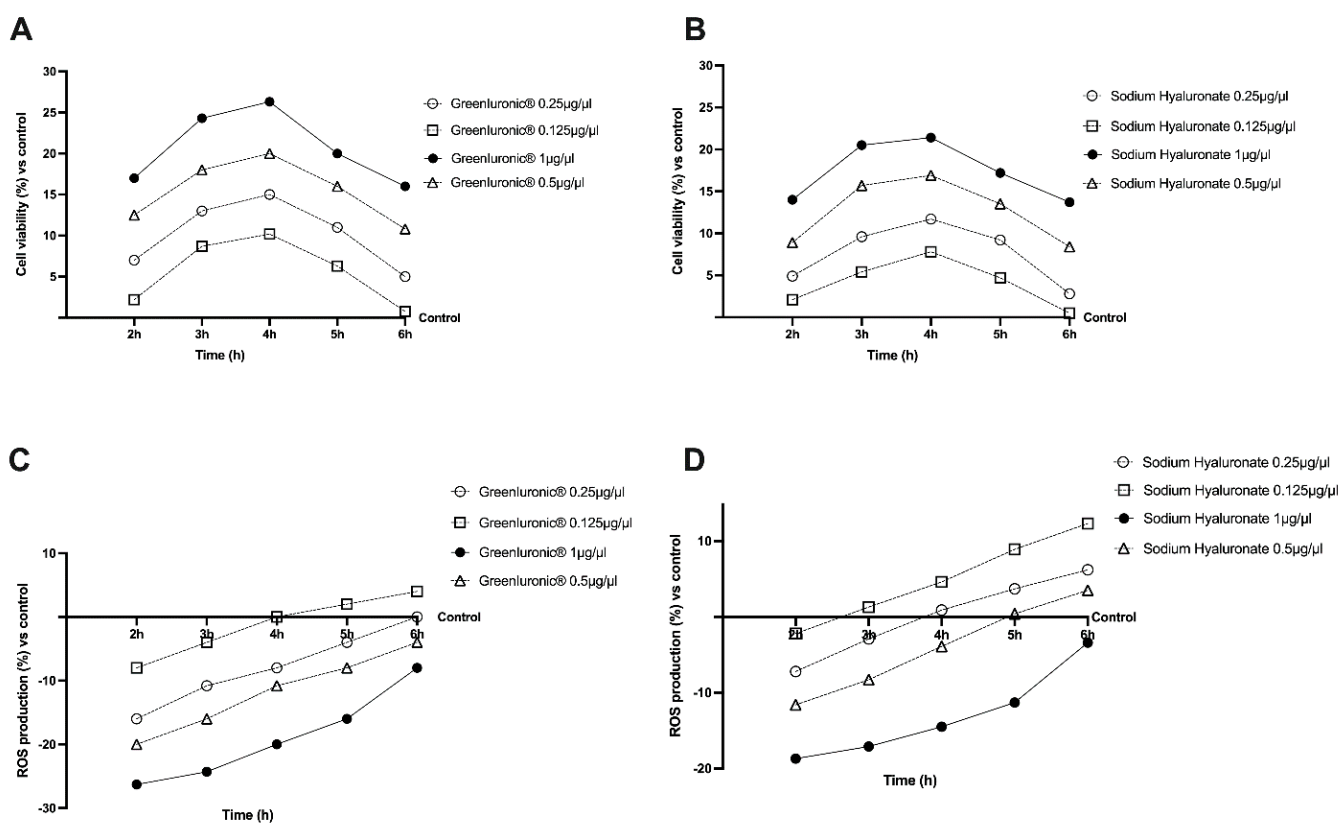 A
30
25
20
15
10
5
Cell viability (%) vs control
2h
3h
4h
5h
6h
Control
Time (h)
Greenluronic® 0.25µg/µl
Greenluronic® 0.125µg/µl
Greenluronic® 1µg/µl
Greenluronic® 0.5µg/µl
B
30
25
20
15
10
5
Cell viability (%) vs control
2h
3h
4h
5h
6h
Control
Time (h)
Sodium Hyaluronate 0.25µg/µl
Sodium Hyaluronate 0.125µg/µl
Sodium Hyaluronate 1µg/µl
Sodium Hyaluronate 0.5µg/µl
C
10
-10
-20
-30
ROS production (%) vs control
2h
3h
4h
5h
6h
Control
Time (h)
Greenluronic® 0.25µg/µl
Greenluronic® 0.125µg/µl
Greenluronic® 1µg/µl
Greenluronic® 0.5µg/µl
D
10
-10
-20
ROS production (%) vs control
2h
3h
4h
5h
6h
Control
Time (h)
Sodium Hyaluronate 0.25µg/µl
Sodium Hyaluronate 0.125µg/µl
Sodium Hyaluronate 1µg/µl
Sodium Hyaluronate 0.5µg/µl